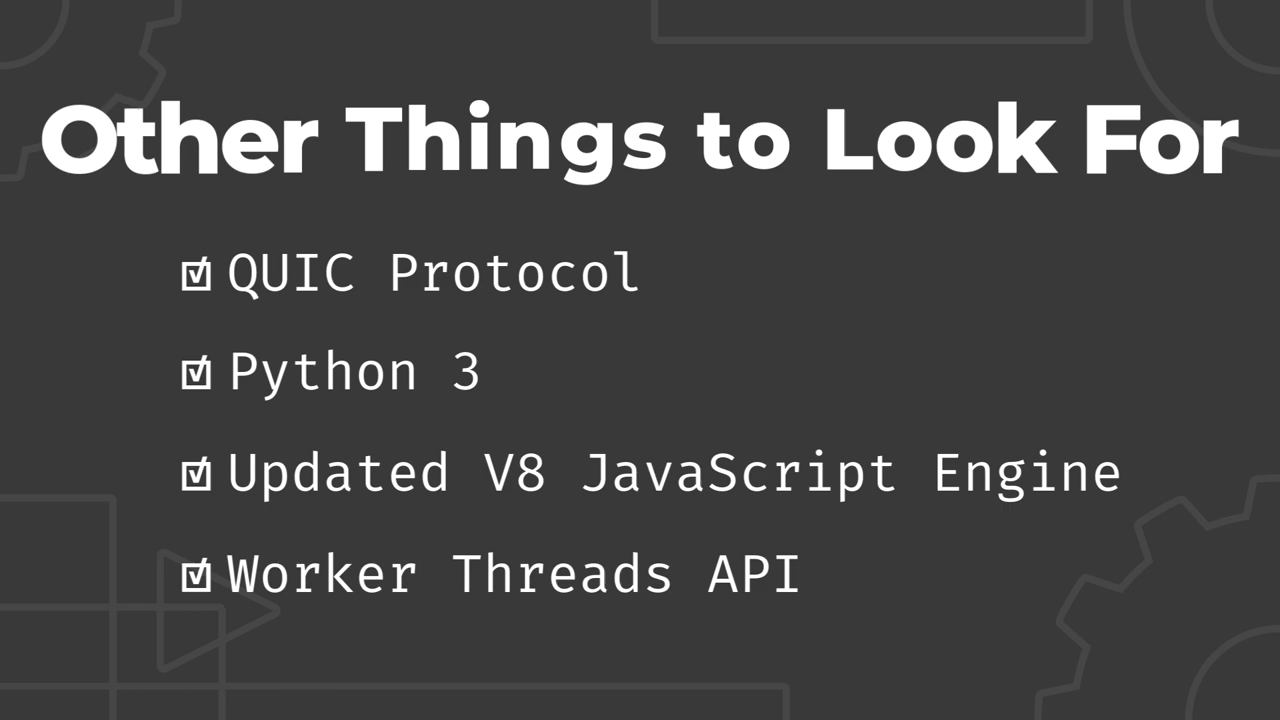 Other Things to Look For
☑ QUIC Protocol
☑ Python 3
☑ Updated V8 JavaScript Engine
☑ Worker Threads API